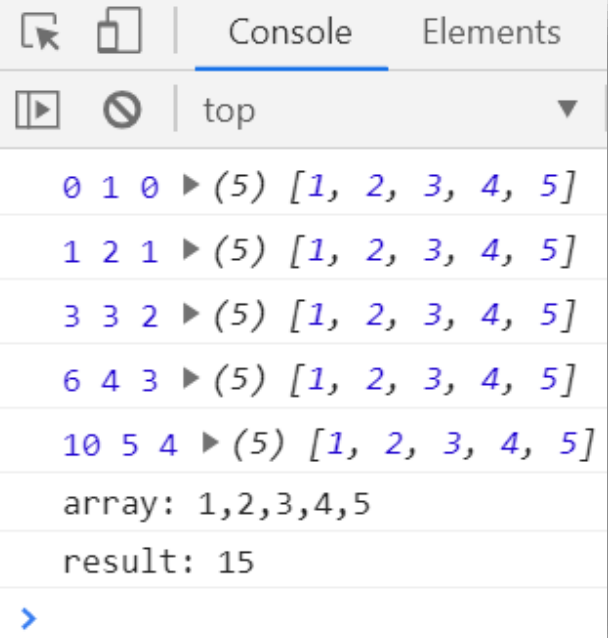 Console Elements
top
0 1 0 (5) [1, 2, 3, 4, 5]
1 2 1 (5) [1, 2, 3, 4, 5]
3 3 2 (5) [1, 2, 3, 4, 5]
6 4 3 (5) [1, 2, 3, 4, 5]
10 5 4 (5) [1, 2, 3, 4, 5]
array: 1,2,3,4,5
result: 15